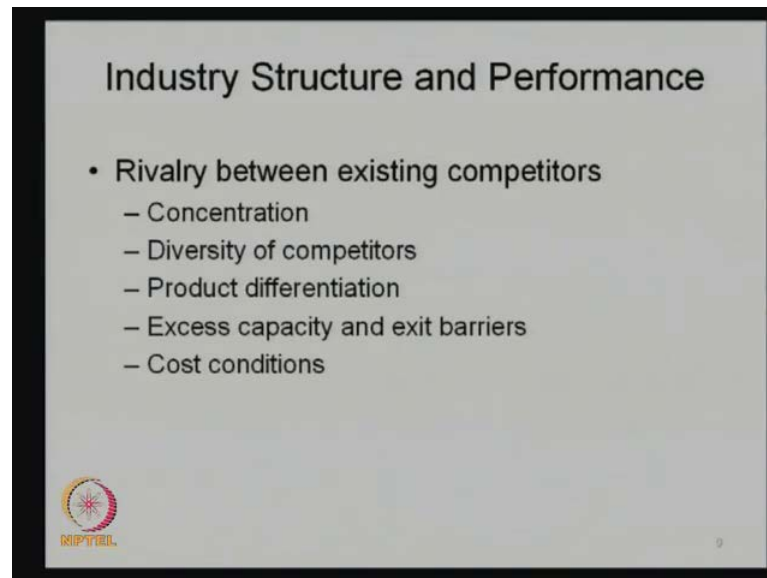 Industry Structure and Performance
• Rivalry between existing competitors
– Concentration
– Diversity of competitors
– Product differentiation
– Excess capacity and exit barriers
– Cost conditions
NPTEL
9